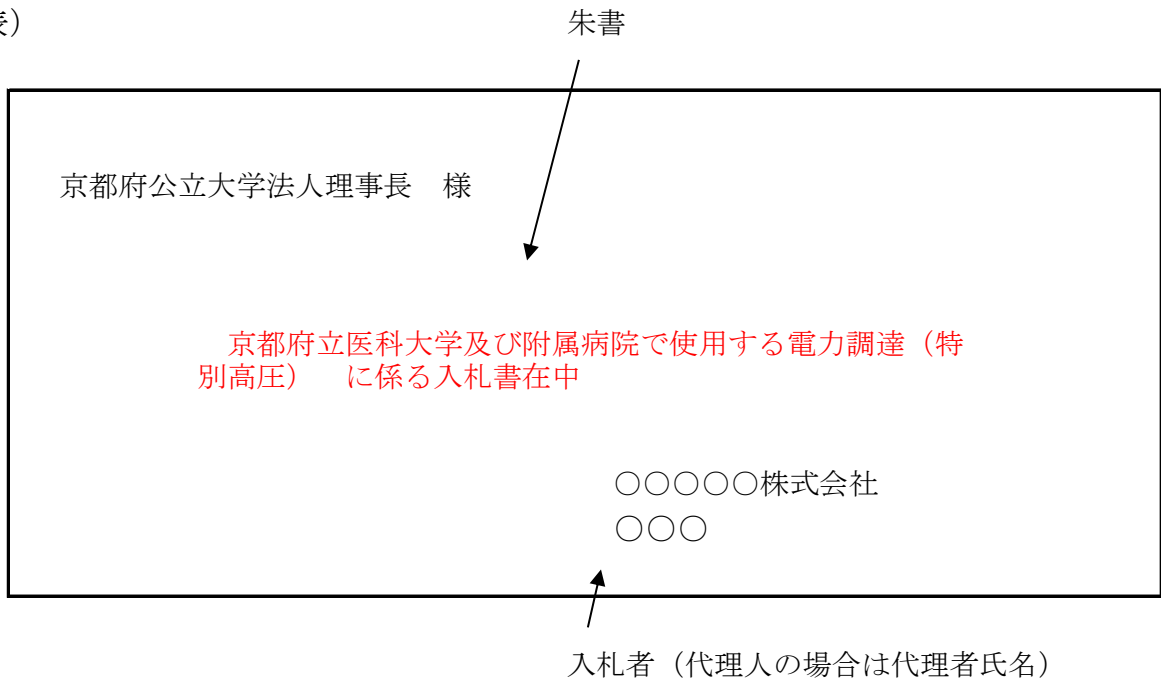 表）
朱書
京都府公立大学法人理事長　様
京都府立医科大学及び附属病院で使用する電力調達（特
別高圧）　に係る入札書在中
○○○○○株式会社
○○○
入札者（代理人の場合は代理者氏名）